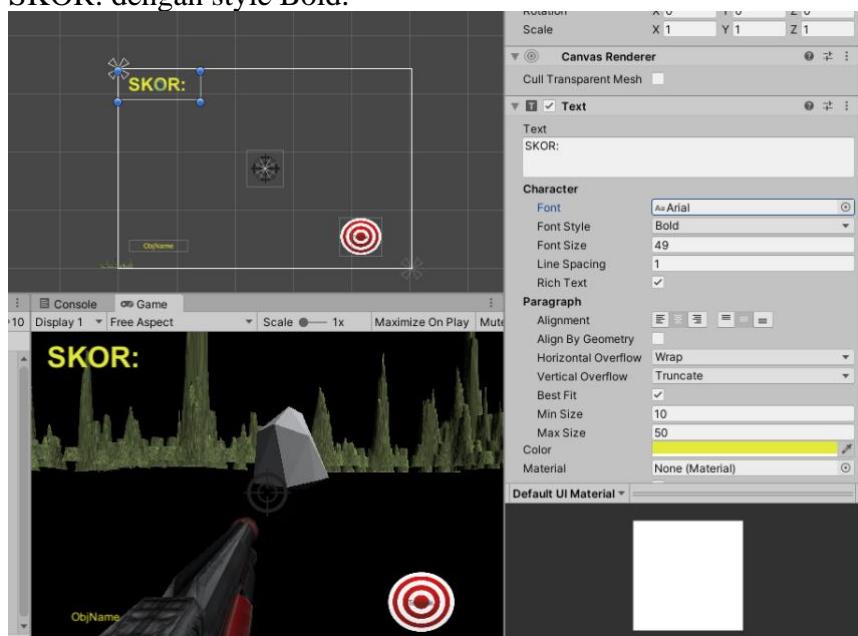 SKOR: dengan style Bold.
Rotation
Scale X 1 Y 1 Z 1
Canvas Renderer
Cull Transparent Mesh
Text
Text
SKOR:
Character
Font Arial
Font Style Bold
Font Size 49
Line Spacing 1
Rich Text
Paragraph
Alignment
Align By Geometry
Horizontal Overflow Wrap
Vertical Overflow Truncate
Best Fit
Min Size 10
Max Size 50
Color
Material None (Material)
Default UI Material
SKOR:
ObjName
Console Game
10 Display 1 Free Aspect Scale 1x Maximize On Play Mute
SKOR:
ObjName